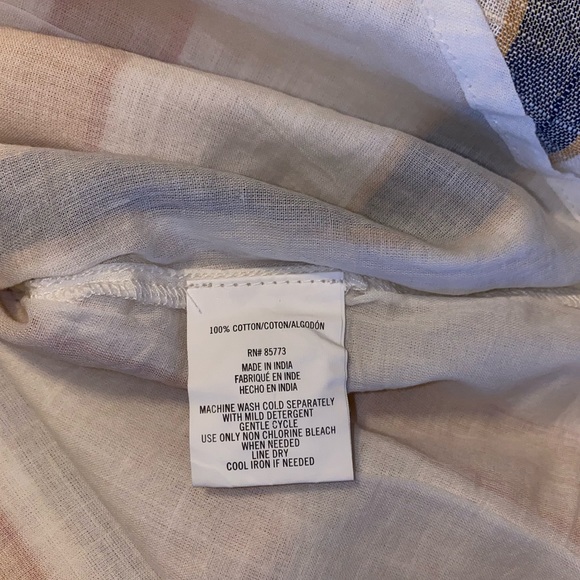 100% COTTON/COTON/ALGODÓN
RN# 85773
MADE IN INDIA
FABRIQUÉ EN INDE
HECHO EN INDIA
MACHINE WASH COLD SEPARATELY
WITH MILD DETERGENT
GENTLE CYCLE
USE ONLY NON CHLORINE BLEACH
WHEN NEEDED
LINE DRY
COOL IRON IF NEEDED